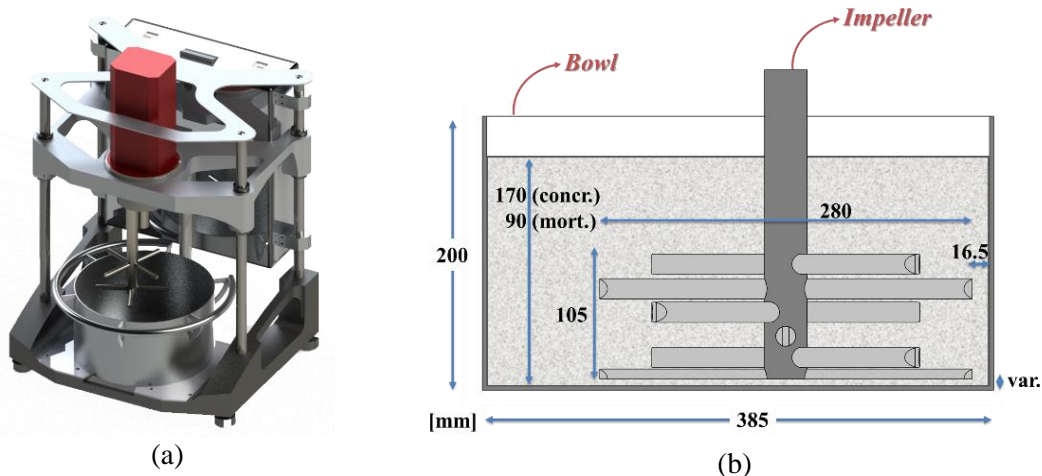 Impeller
Bowl
170 (concr.)
90 (mort.)
280
200
16.5
105
var.
[mm]
385
(a)
(b)